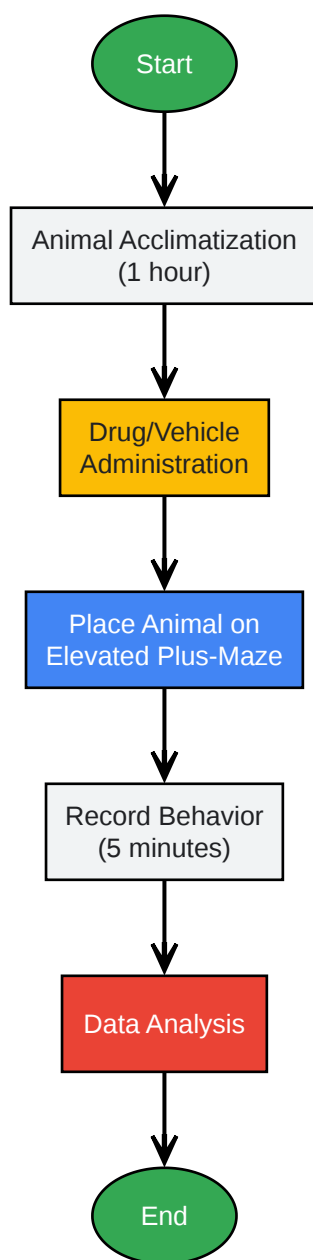 Start
Animal Acclimatization
(1 hour)
Drug/Vehicle
Administration
Place Animal on
Elevated Plus-Maze
Record Behavior
(5 minutes)
Data Analysis
End